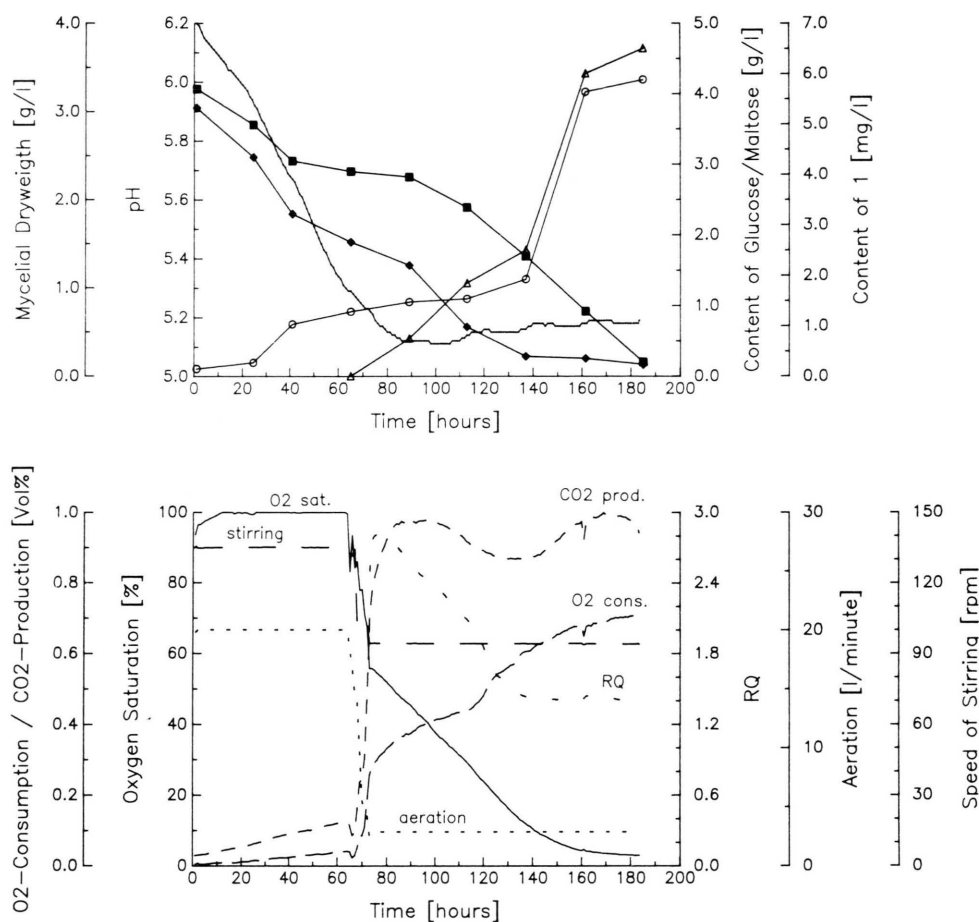 4.0 6.2 5.0 7.0
6.0
6.0 4.0
3.0 5.8 5.0
3.0
5.6 4.0
2.0
5.4 2.0 3.0
2.0
1.0 1.0
5.2 1.0
0.0 5.0 0.0 0.0
0 20 40 60 80 100 120 140 160 180 200
Time [hours]
Mycelial Dryweigth [g/l]
pH
Content of Glucose/Maltose [g/l]
Content of 1 [mg/l]
1.0 100 3.0 30 150
0.8 80 2.4 130
0.6 60 1.8 20 90
0.4 40 1.2 70
0.2 20 0.6 10 30
10
0.0 0 0.0 0 0
0 20 40 60 80 100 120 140 160 180 200
Time [hours]
O2 sat.
CO2 prod.
stirring
O2 cons.
RQ
aeration
O2-Consumption / CO2-Production [Vol%]
Oxygen Saturation [%]
RQ
Aeration [l/minute]
Speed of Stirring [rpm]